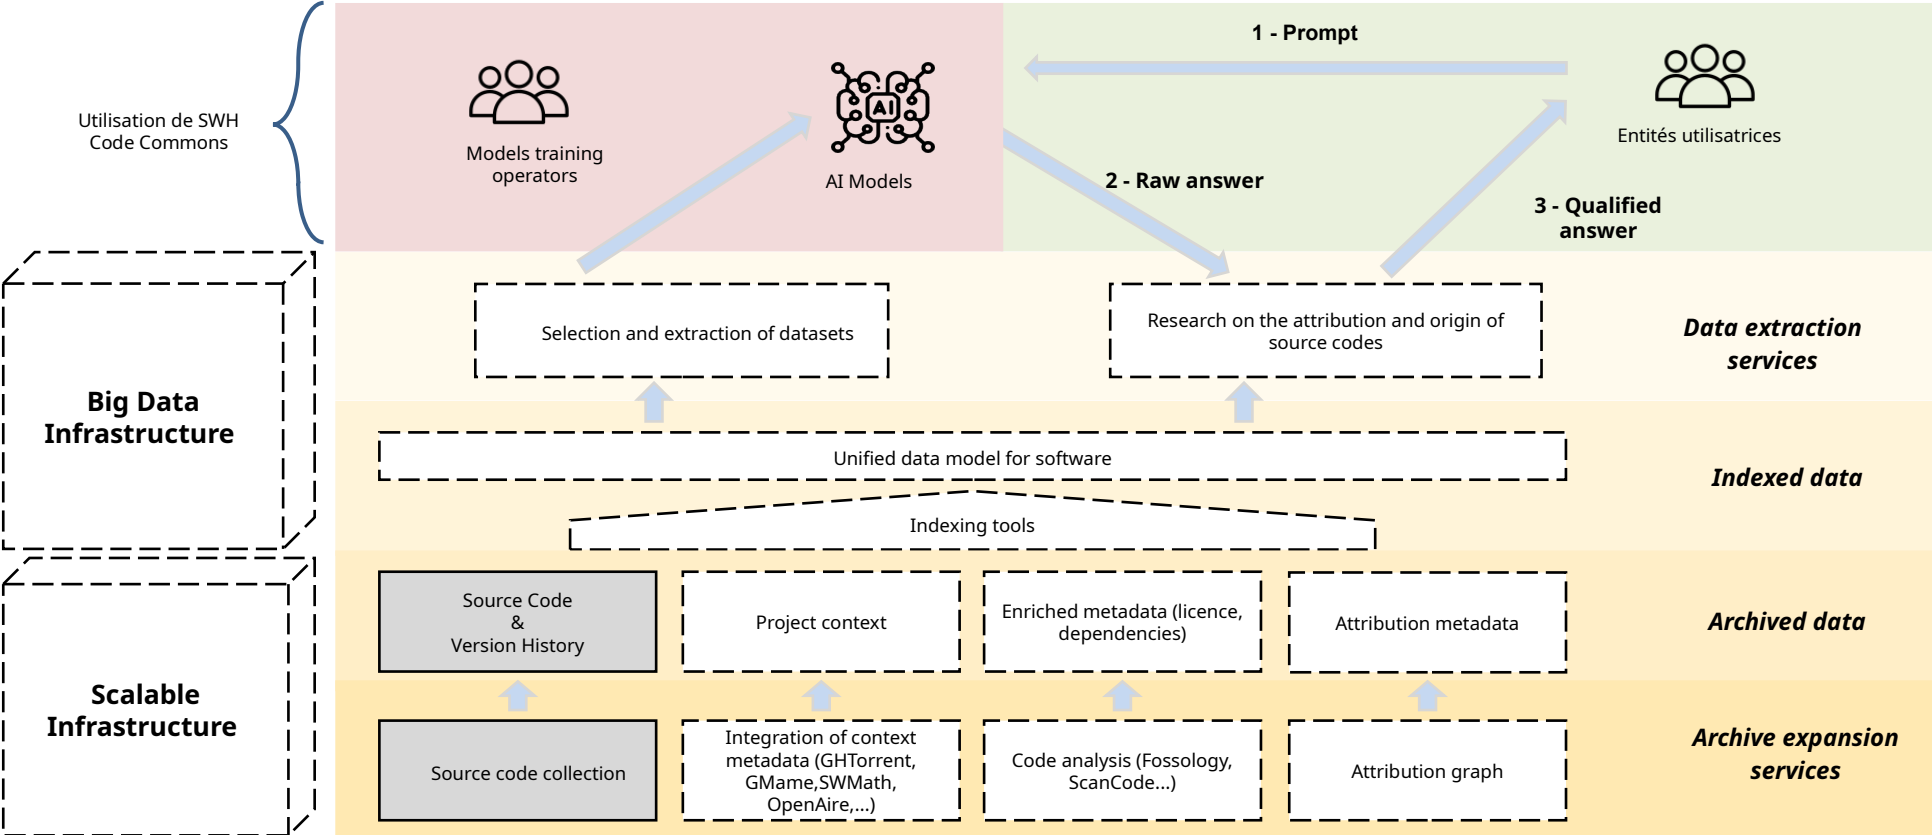 1 - Prompt
Utilisation de SWH
Code Commons
Models training
operators
AI
AI Models
Entités utilisatrices
2 - Raw answer
3 - Qualified
answer
Big Data
Infrastructure
Selection and extraction of datasets
Research on the attribution and origin of
source codes
Data extraction
services
Unified data model for software
Indexed data
Indexing tools
Scalable
Infrastructure
Source Code
&
Version History
Project context
Enriched metadata (licence,
dependencies)
Attribution metadata
Archived data
Source code collection
Integration of context
metadata (GHTorrent,
GMame,SWMath,
OpenAire,...)
Code analysis (Fossology,
ScanCode...)
Attribution graph
Archive expansion
services